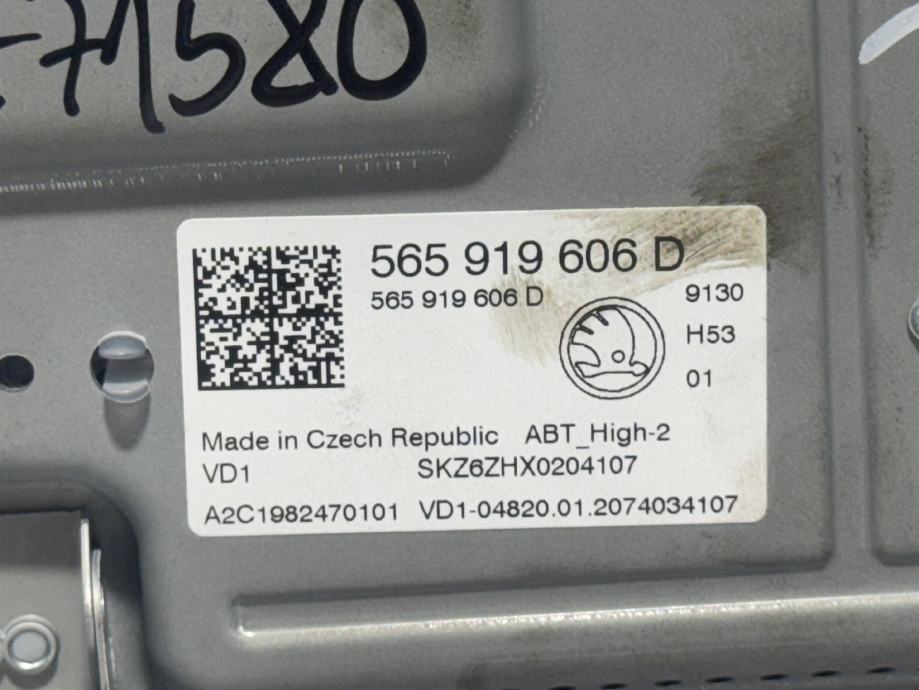 71580
565 919 606 D
565 919 606 D
9130
H53
01
Made in Czech Republic ABT_High-2
VD1 SKZ6ZHX0204107
A2C1982470101 VD1-04820.01.2074034107